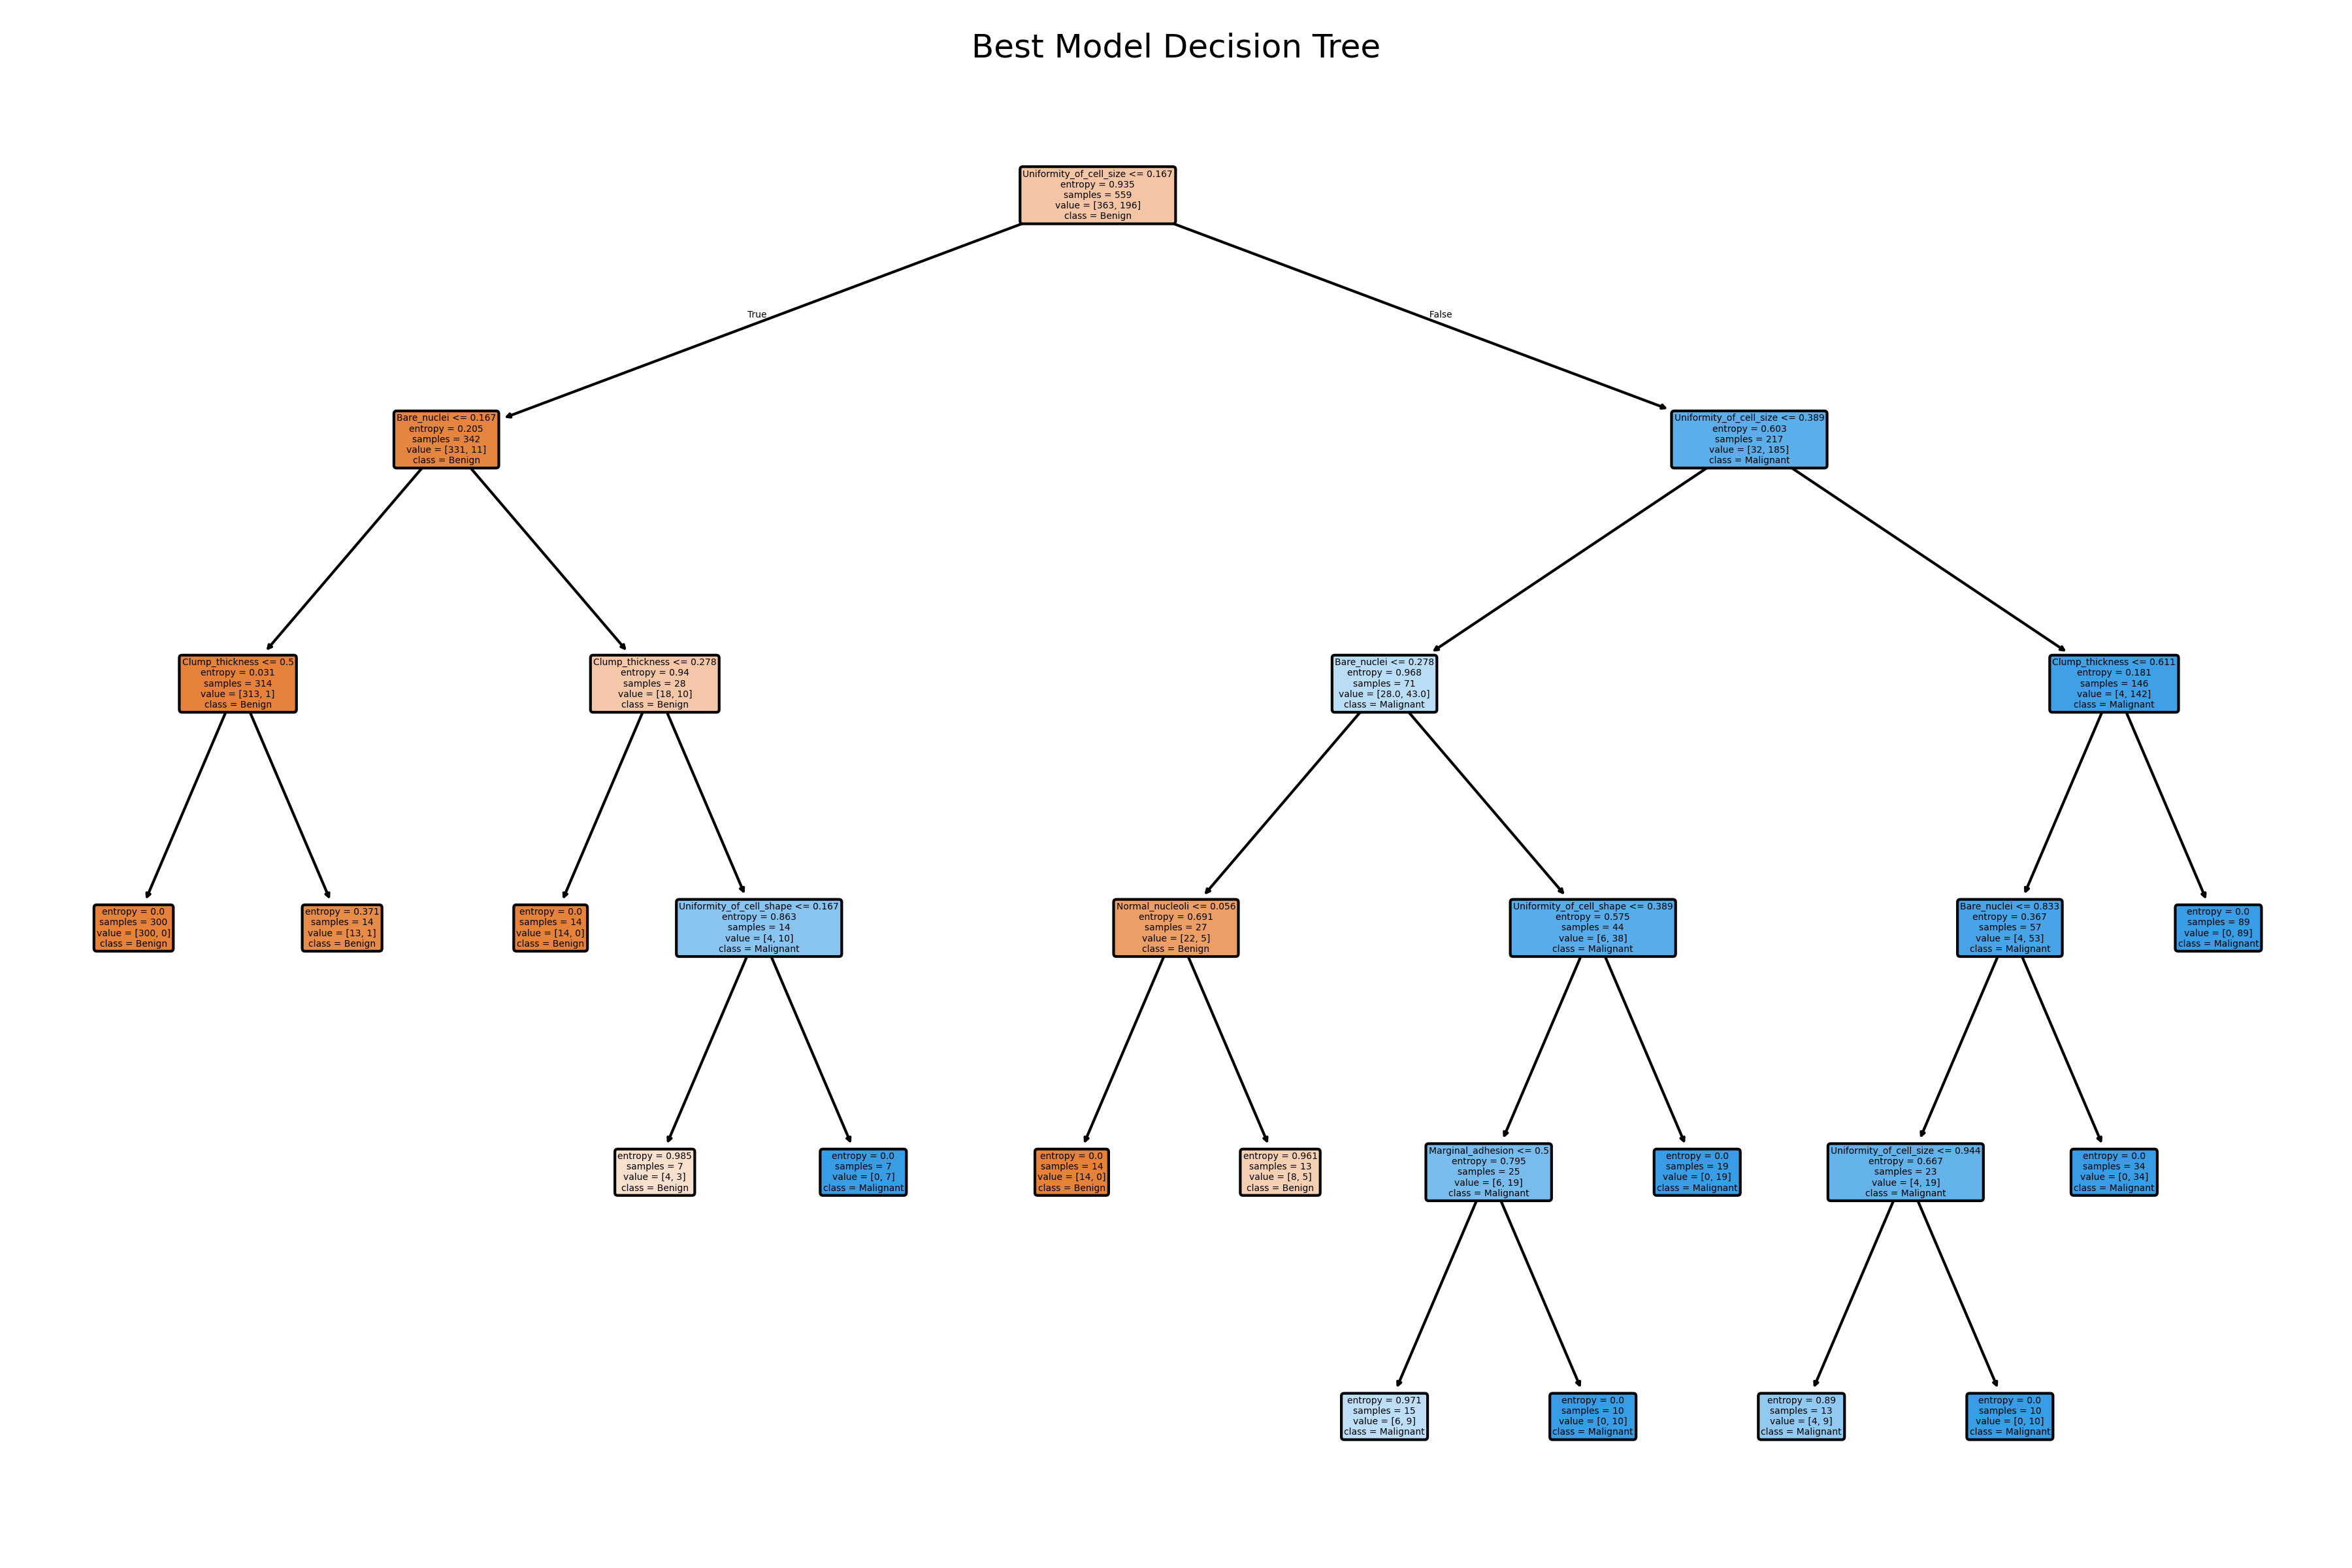 Best Model Decision Tree
Uniformity_of_cell_size <= 0.167
entropy = 0.935
samples = 559
value = [363, 196]
class = Benign
True
False
Bare_nuclei <= 0.167
entropy = 0.205
samples = 342
value = [331, 11]
class = Benign
Uniformity_of_cell_size <= 0.389
entropy = 0.603
samples = 217
value = [32, 185]
class = Malignant
Clump_thickness <= 0.5
entropy = 0.031
samples = 314
value = [313, 1]
class = Benign
Clump_thickness <= 0.278
entropy = 0.94
samples = 28
value = [18, 10]
class = Benign
Bare_nuclei <= 0.278
entropy = 0.968
samples = 71
value = [28.0, 43.0]
class = Malignant
Clump_thickness <= 0.611
entropy = 0.181
samples = 146
value = [4, 142]
class = Malignant
entropy = 0.0
samples = 300
value = [300, 0]
class = Benign
entropy = 0.371
samples = 14
value = [13, 1]
class = Benign
entropy = 0.0
samples = 14
value = [14, 0]
class = Benign
Uniformity_of_cell_shape <= 0.167
entropy = 0.863
samples = 14
value = [4, 10]
class = Malignant
Normal_nucleoli <= 0.056
entropy = 0.691
samples = 27
value = [22, 5]
class = Benign
Uniformity_of_cell_shape <= 0.389
entropy = 0.575
samples = 44
value = [6, 38]
class = Malignant
Bare_nuclei <= 0.833
entropy = 0.367
samples = 57
value = [4, 53]
class = Malignant
entropy = 0.0
samples = 89
value = [0, 89]
class = Malignant
entropy = 0.985
samples = 7
value = [4, 3]
class = Benign
entropy = 0.0
samples = 7
value = [0, 7]
class = Malignant
entropy = 0.0
samples = 14
value = [14, 0]
class = Benign
entropy = 0.961
samples = 13
value = [8, 5]
class = Benign
Marginal_adhesion <= 0.5
entropy = 0.795
samples = 25
value = [6, 19]
class = Malignant
entropy = 0.0
samples = 19
value = [0, 19]
class = Malignant
Uniformity_of_cell_size <= 0.944
entropy = 0.667
samples = 23
value = [4, 19]
class = Malignant
entropy = 0.0
samples = 34
value = [0, 34]
class = Malignant
entropy = 0.971
samples = 15
value = [6, 9]
class = Malignant
entropy = 0.0
samples = 10
value = [0, 10]
class = Malignant
entropy = 0.89
samples = 13
value = [4, 9]
class = Malignant
entropy = 0.0
samples = 10
value = [0, 10]
class = Malignant